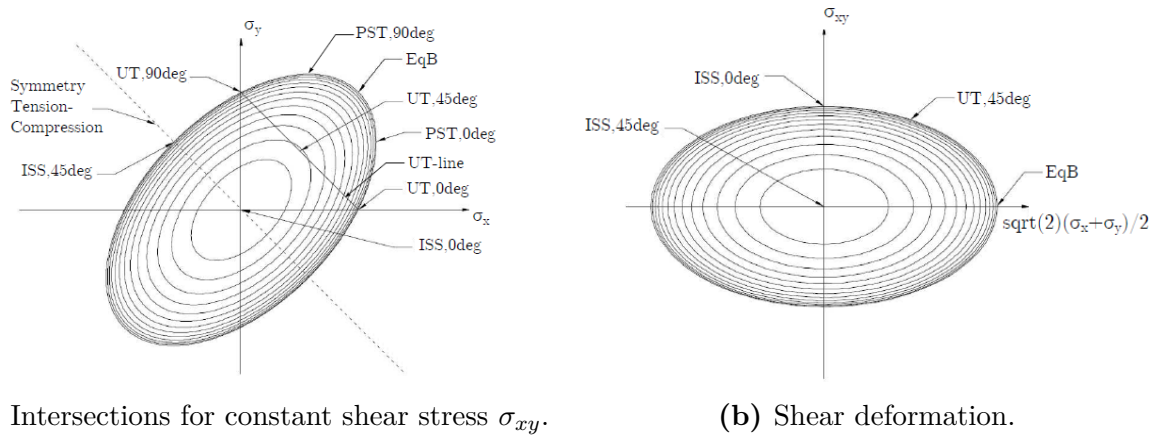 σy
PST,90deg
EqB
UT,90deg
Symmetry
Tension-
Compression
UT,45deg
PST,0deg
ISS,45deg
UT-line
UT,0deg
σx
ISS,0deg
Intersections for constant shear stress σxy.
σxy
ISS,0deg
UT,45deg
ISS,45deg
EqB
sqrt(2)(σx+σy)/2
(b) Shear deformation.